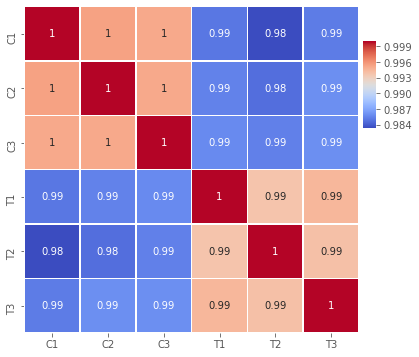 C1 1 1 1 0.99 0.98 0.99
C2 1 1 1 0.99 0.98 0.99
C3 1 1 1 0.99 0.99 0.99
T1 0.99 0.99 0.99 1 0.99 0.99
T2 0.98 0.98 0.99 0.99 1 0.99
T3 0.99 0.99 0.99 0.99 0.99 1
C1 C2 C3 T1 T2 T3
0.999
0.996
0.993
0.990
0.987
0.984